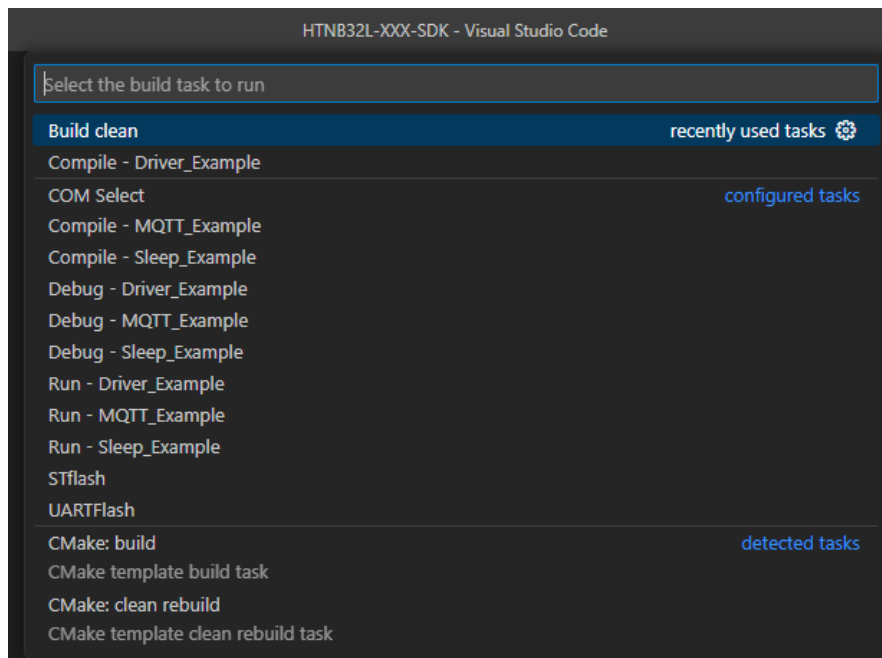 HTNB32L-XXX-SDK - Visual Studio Code
Select the build task to run
Build clean recently used tasks
Compile - Driver_Example
COM Select configured tasks
Compile - MQTT_Example
Compile - Sleep_Example
Debug - Driver_Example
Debug - MQTT_Example
Debug - Sleep_Example
Run - Driver_Example
Run - MQTT_Example
Run - Sleep_Example
STflash
UARTFlash
CMake: build detected tasks
CMake template build task
CMake: clean rebuild
CMake template clean rebuild task